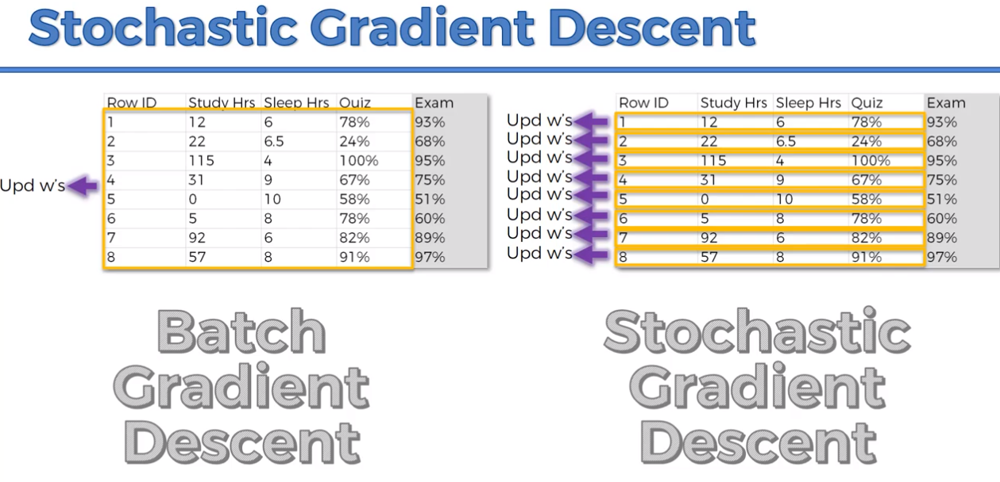 Stochastic Gradient Descent
Row ID Study Hrs Sleep Hrs Quiz Exam
1 12 6 78% 93%
2 22 6.5 24% 68%
3 115 4 100% 95%
4 31 9 67% 75%
5 0 10 58% 51%
6 5 8 78% 60%
7 92 6 82% 89%
8 57 8 91% 97%
Upd w's
Batch
Gradient
Descent
Row ID Study Hrs Sleep Hrs Quiz Exam
Upd w's 1 12 6 78% 93%
Upd w's 2 22 6.5 24% 68%
Upd w's 3 115 4 100% 95%
Upd w's 4 31 9 67% 75%
Upd w's 5 0 10 58% 51%
Upd w's 6 5 8 78% 60%
Upd w's 7 92 6 82% 89%
Upd w's 8 57 8 91% 97%
Stochastic
Gradient
Descent